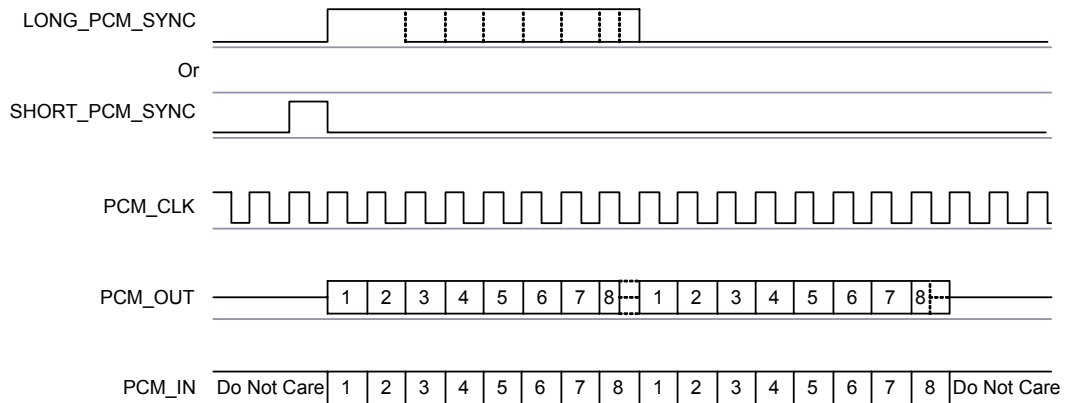 LONG_PCM_SYNC
Or
SHORT_PCM_SYNC
PCM_CLK
PCM_OUT 1 2 3 4 5 6 7 8 1 2 3 4 5 6 7 8
PCM_IN Do Not Care 1 2 3 4 5 6 7 8 1 2 3 4 5 6 7 8 Do Not Care